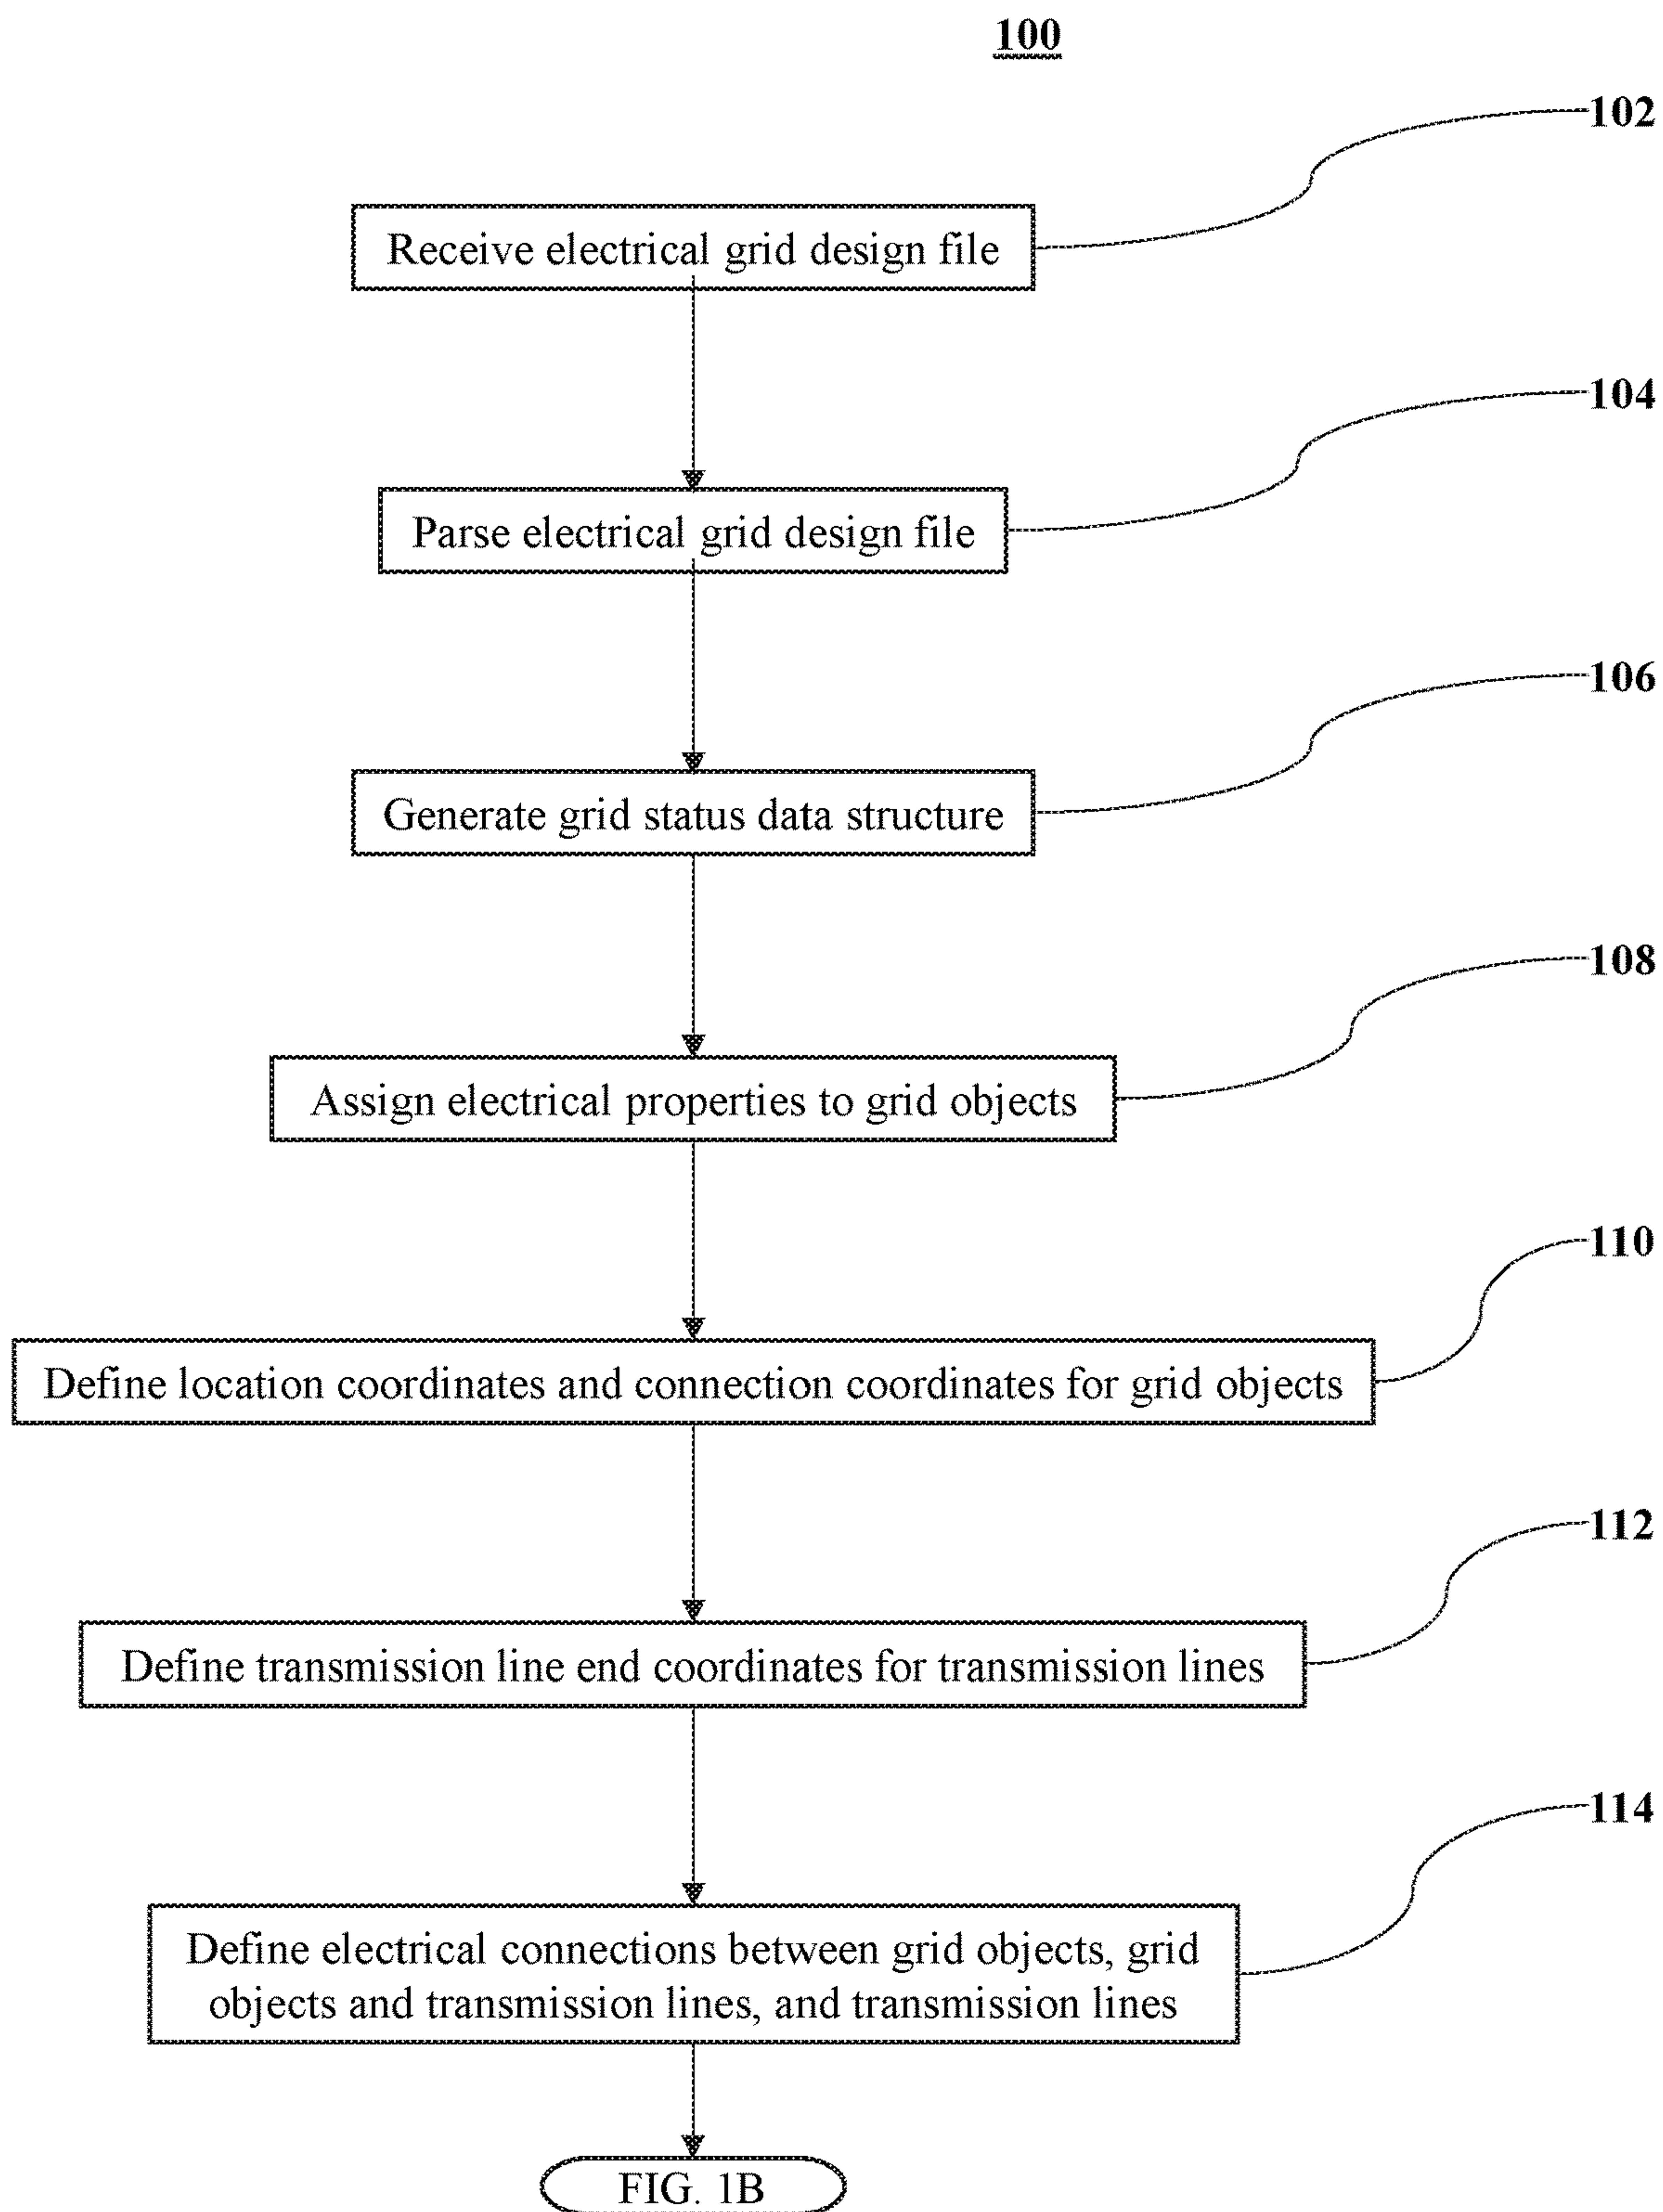 100
102
Receive electrical grid design file
104
Parse electrical grid design file
106
Generate grid status data structure
108
Assign electrical properties to grid objects
110
Define location coordinates and connection coordinates for grid objects
112
Define transmission line end coordinates for transmission lines
114
Define electrical connections between grid objects, grid
objects and transmission lines, and transmission lines
FIG. 1B